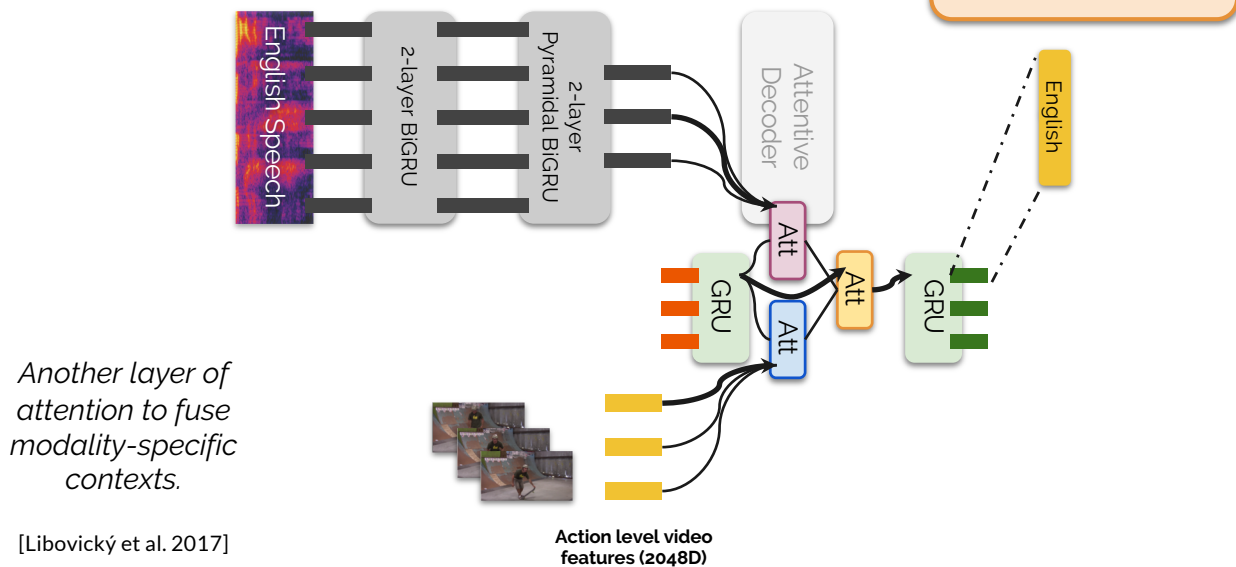 English Speech
2-layer BiGRU
2-layer
Pyramidal BiGRU
Attentive
Decoder
English
Att
GRU
Att
Att
GRU
Another layer of
attention to fuse
modality-specific
contexts.
[Libovický et al. 2017]
Action level video
features (2048D)